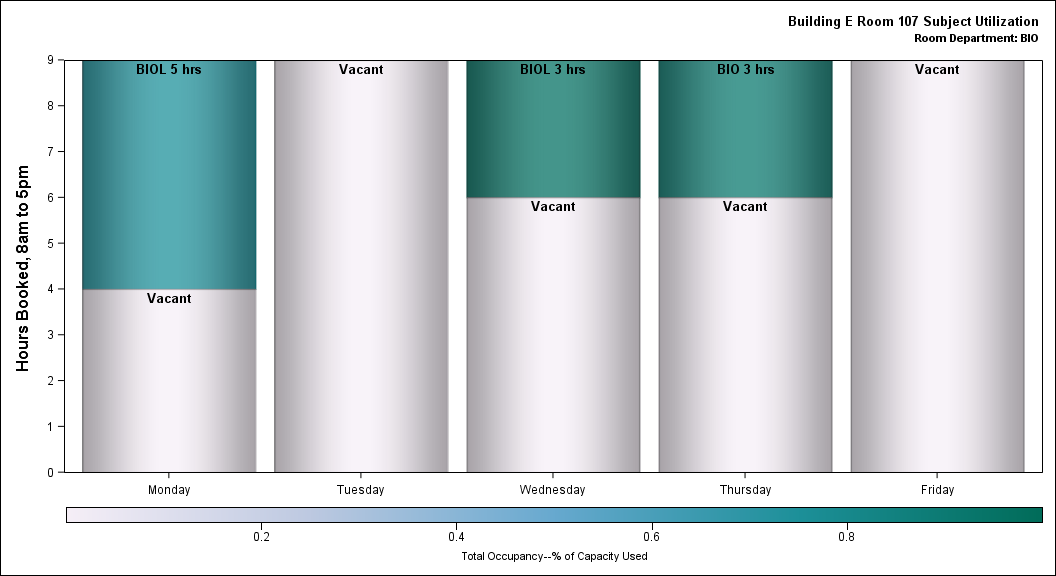 Building E Room 107 Subject Utilization
Room Department: BIO
Hours Booked, 8am to 5pm
9
8
7
6
5
4
3
2
1
0
BIOL 5 hrs
Vacant
Vacant
BIOL 3 hrs
Vacant
BIO 3 hrs
Vacant
Vacant
Monday
Tuesday
Wednesday
Thursday
Friday
0.2
0.4
0.6
0.8
Total Occupancy--% of Capacity Used